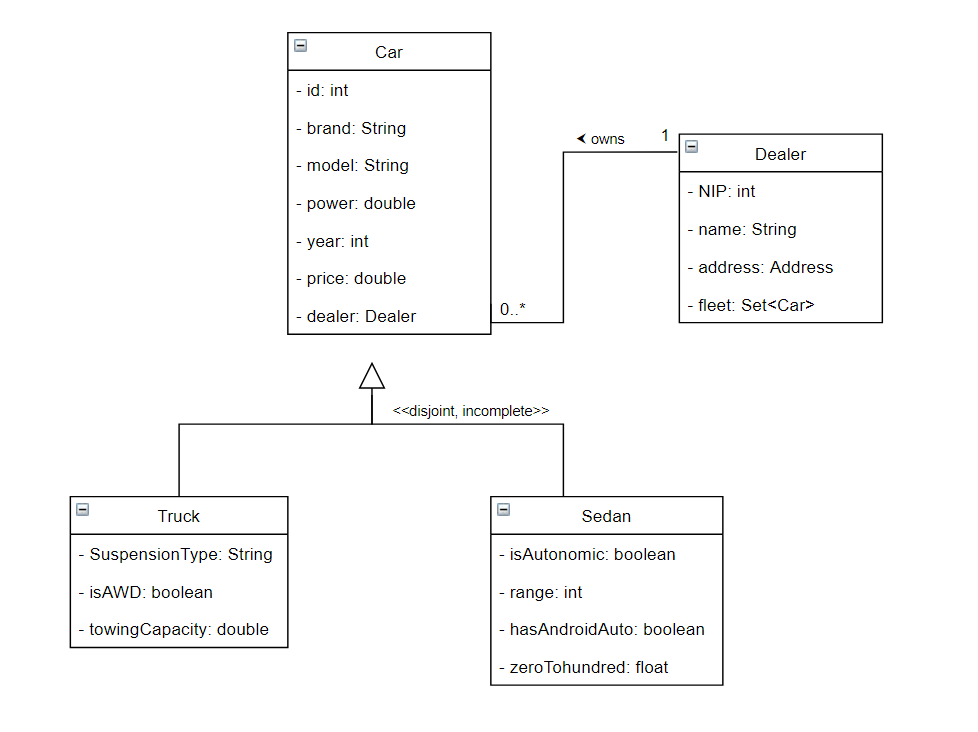 Car
- id: int
- brand: String
- model: String
- power: double
- year: int
- price: double
- dealer: Dealer
owns
1
0..*
Dealer
- NIP: int
- name: String
- address: Address
- fleet: Set<Car>
<<disjoint, incomplete>>
Truck
- SuspensionType: String
- isAWD: boolean
- towingCapacity: double
Sedan
- isAutonomic: boolean
- range: int
- hasAndroidAuto: boolean
- zeroTohundred: float